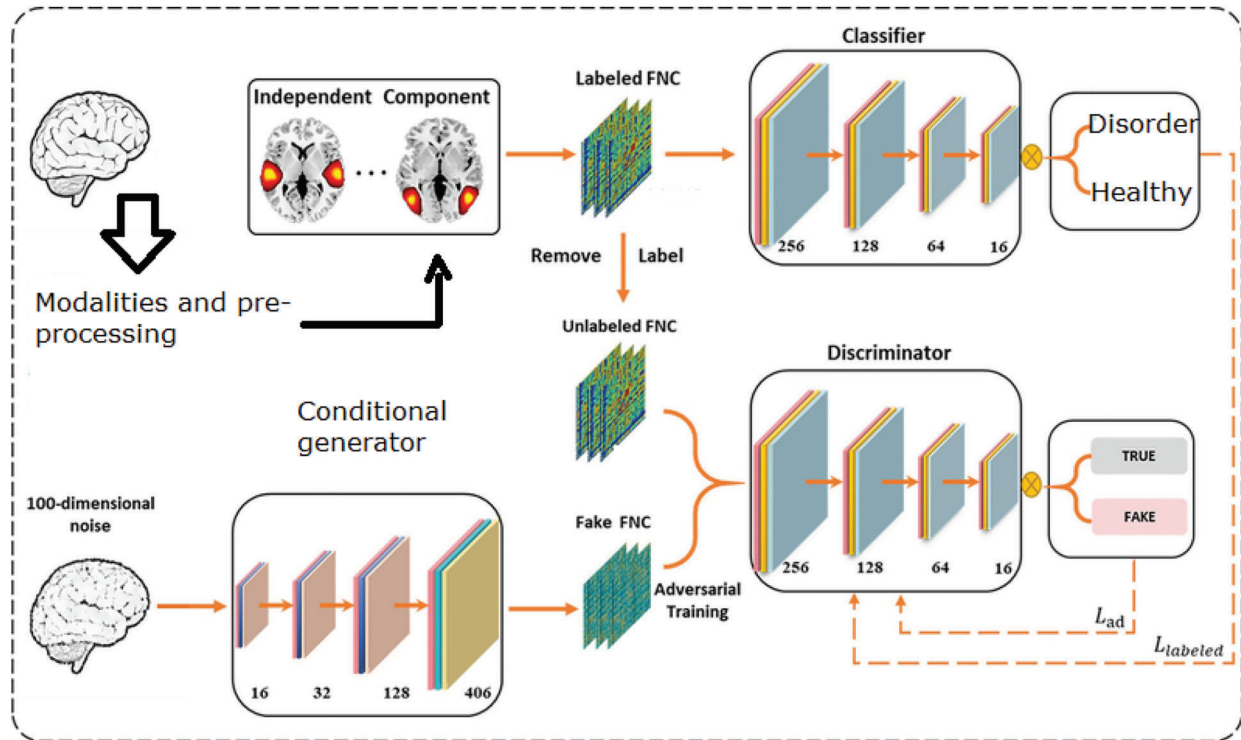 Classifier
Labeled FNC
Independent Component
...
Disorder
Healthy
256 128 64 16
Remove Label
Modalities and pre-
processing
Unlabeled FNC
Discriminator
Conditional
generator
TRUE
FAKE
100-dimensional
noise
Fake FNC
256 128 64 16
Adversarial
Training
L_ad
L_labeled
16 32 128 406